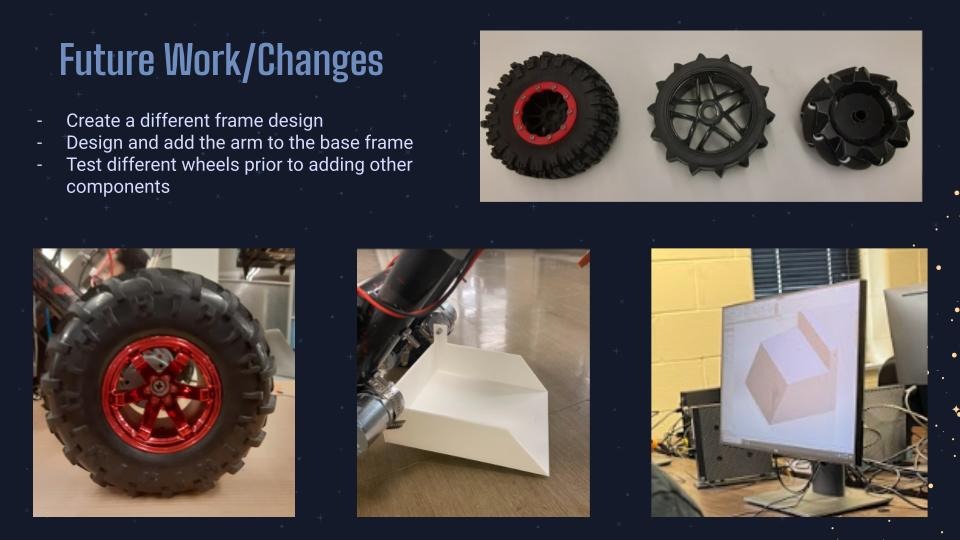 Future Work/Changes
- Create a different frame design
- Design and add the arm to the base frame
- Test different wheels prior to adding other
components